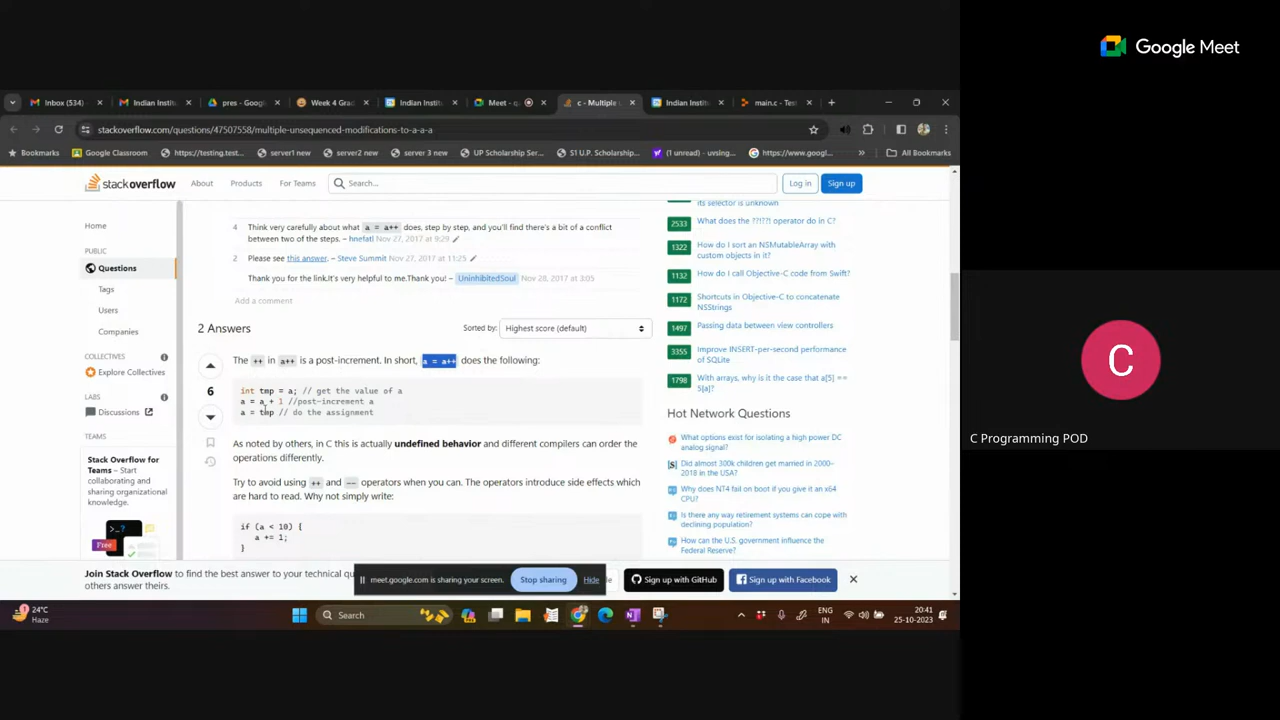 Google Meet
Inbox (534)
Indian Instit
pres - Google
Week 4 Grad
Indian Instit
Meet - q
c - Multiple
Indian Instit
main.c - Test
stackoverflow.com/questions/47507558/multiple-unsequenced-modifications-to-a-a-a
Bookmarks
Google Classroom
https://testing.test...
server1 new
server2 new
server 3 new
UP Scholarship Ser...
S1 U.P. Scholarship...
(1 unread) - uvsing...
https://www.googl...
»
All Bookmarks
stackoverflow
About
Products
For Teams
Search...
Log in
Sign up
Home
PUBLIC
Questions
Tags
Users
Companies
COLLECTIVES
Explore Collectives
LABS
Discussions
TEAMS
Stack Overflow for
Teams – Start
collaborating and
sharing organizational
knowledge.
Free
4 Think very carefully about what a = a++ does, step by step, and you'll find there's a bit of a conflict
between two of the steps. – hnefatl Nov 27, 2017 at 9:29
2 Please see this answer. – Steve Summit Nov 27, 2017 at 11:25
Thank you for the link.It's very helpful to me.Thank you! – UninhibitedSoul Nov 28, 2017 at 3:05
Add a comment
2 Answers
Sorted by:
Highest score (default)
The ++ in a++ is a post-increment. In short, a = a++ does the following:
6
int tmp = a; // get the value of a
a = a + 1 //post-increment a
a = tmp // do the assignment
As noted by others, in C this is actually undefined behavior and different compilers can order the
operations differently.
Try to avoid using ++ and -- operators when you can. The operators introduce side effects which
are hard to read. Why not simply write:
if (a < 10) {
a += 1;
}
its selector is unknown
2533 What does the ??!??! operator do in C?
1322 How do I sort an NSMutableArray with
custom objects in it?
1132 How do I call Objective-C code from Swift?
1172 Shortcuts in Objective-C to concatenate
NSStrings
1497 Passing data between view controllers
3355 Improve INSERT-per-second performance
of SQLite
1798 With arrays, why is it the case that a[5] ==
5[a]?
Hot Network Questions
What options exist for isolating a high power DC
analog signal?
Did almost 300k children get married in 2000–
2018 in the USA?
Why does NT4 fail on boot if you give it an x64
CPU?
Is there any way retirement systems can cope with
declining population?
How can the U.S. government influence the
Federal Reserve?
Join Stack Overflow to find the best answer to your technical
others answer theirs.
meet.google.com is sharing your screen.
Stop sharing
Hide
Sign up with GitHub
Sign up with Facebook
24°C
Haze
Search
ENG
IN
20:41
25-10-2023
C
C Programming POD